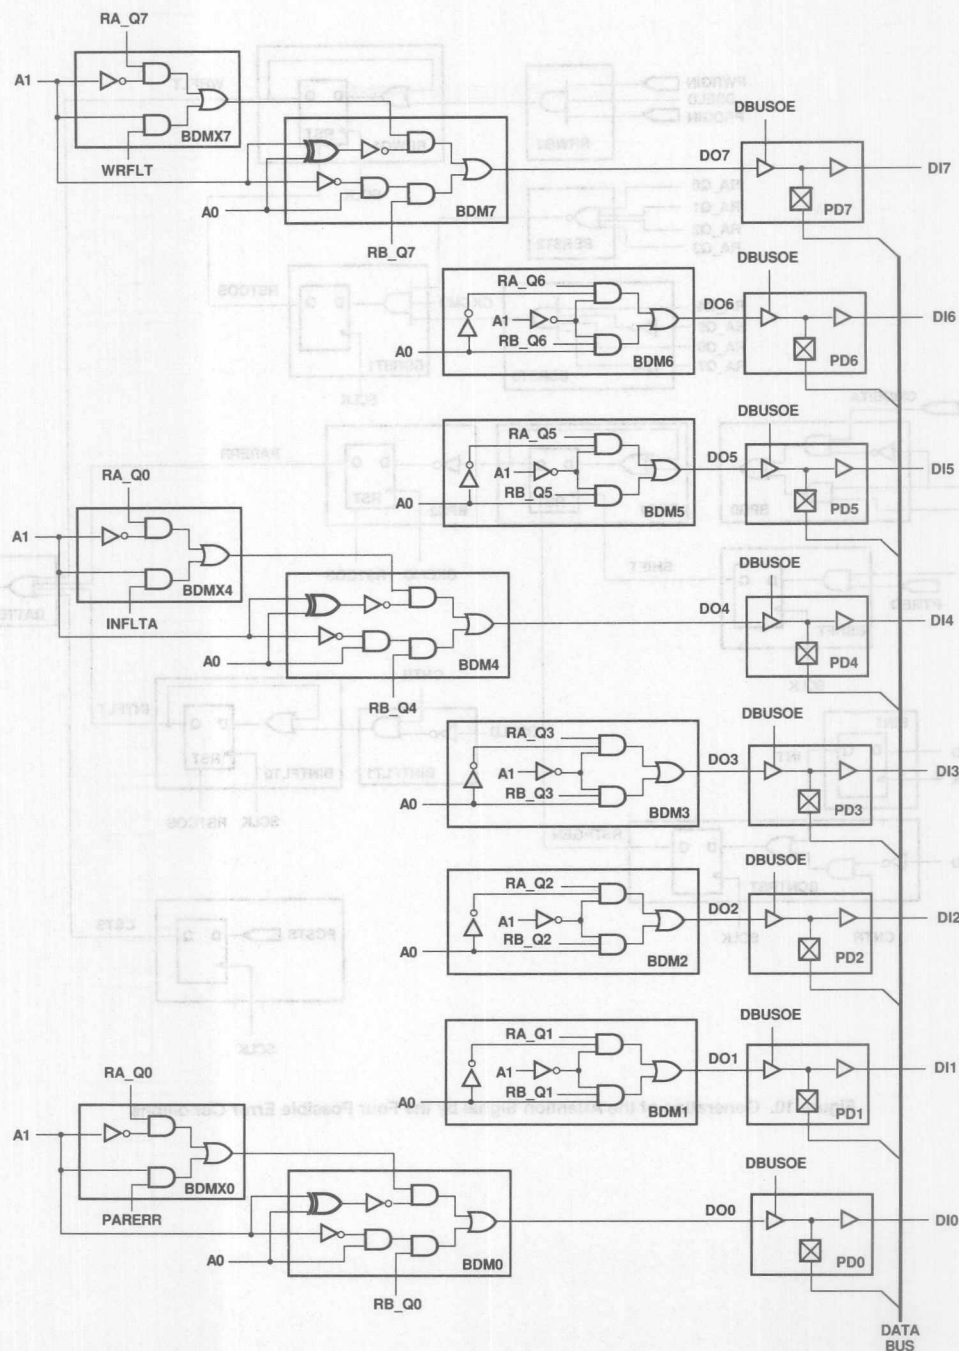 RA_Q7
A1
BDMX7
WRFLT
A0
BDM7
RB_Q7
DO7
DBUSOE
PD7
DI7
RA_Q6
A1
RB_Q6
A0
BDM6
DO6
DBUSOE
PD6
DI6
RA_Q5
A1
RB_Q5
A0
BDM5
DO5
DBUSOE
PD5
DI5
RA_Q0
A1
BDMX4
INFLTA
A0
BDM4
RB_Q4
DO4
DBUSOE
PD4
DI4
RA_Q3
A1
RB_Q3
A0
BDM3
DO3
DBUSOE
PD3
DI3
RA_Q2
A1
RB_Q2
A0
BDM2
DO2
DBUSOE
PD2
DI2
RA_Q1
A1
RB_Q1
A0
BDM1
DO1
DBUSOE
PD1
DI1
RA_Q0
A1
BDMX0
PARERR
A0
BDM0
RB_Q0
DO0
DBUSOE
PD0
DI0
DATA
BUS